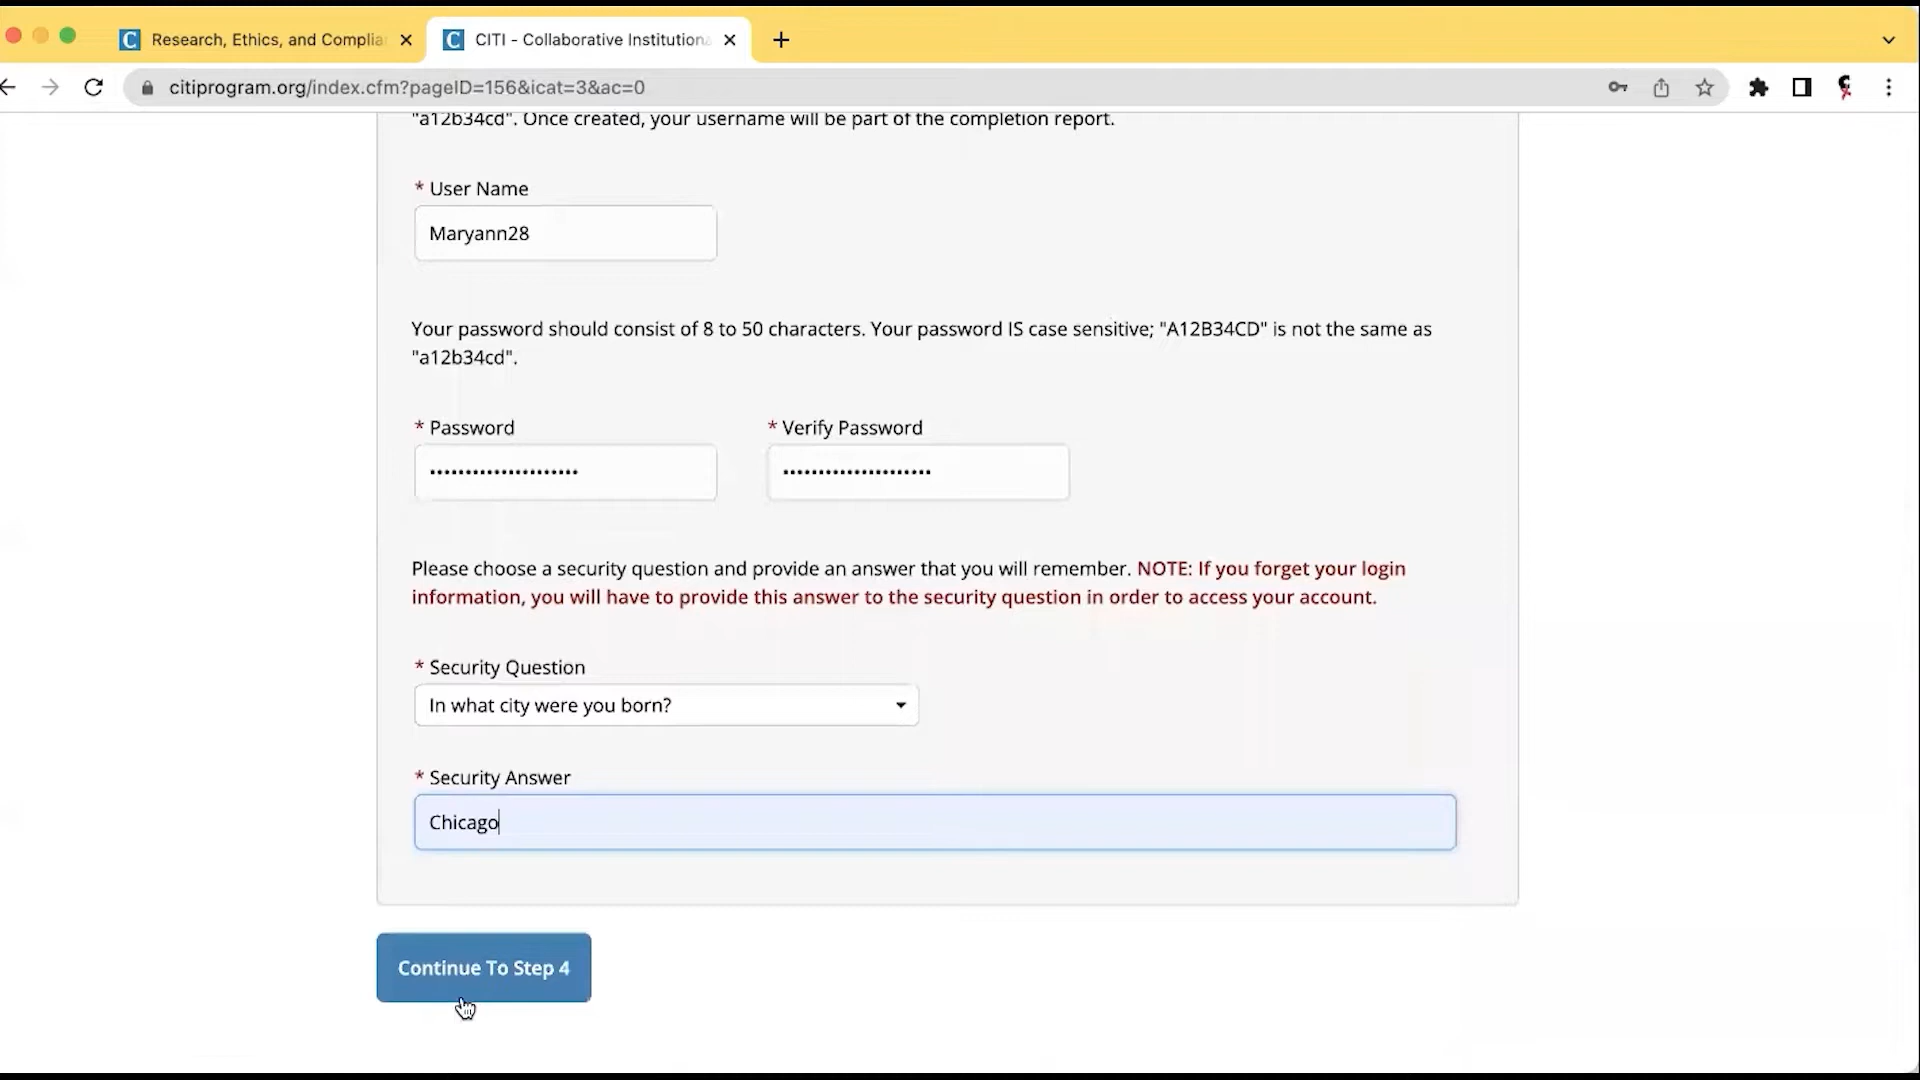 Research, Ethics, and Complia
CITI - Collaborative Institutiona
citiprogram.org/index.cfm?pageID=156&icat=3&ac=0
"a12b34cd". Once created, your username will be part of the completion report.
* User Name
Maryann28
Your password should consist of 8 to 50 characters. Your password IS case sensitive; "A12B34CD" is not the same as
"a12b34cd".
* Password
* Verify Password
•••••••••••••••••••••
•••••••••••••••••••••
Please choose a security question and provide an answer that you will remember. NOTE: If you forget your login
information, you will have to provide this answer to the security question in order to access your account.
* Security Question
In what city were you born?
* Security Answer
Chicago
Continue To Step 4